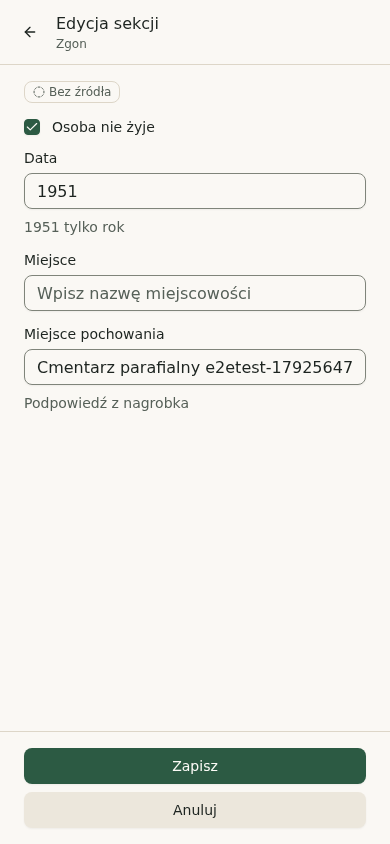 Edycja sekcji
Zgon
Bez źródła
Osoba nie żyje
Data
1951
1951 tylko rok
Miejsce
Wpisz nazwę miejscowości
Miejsce pochowania
Cmentarz parafialny e2etest-17925647
Podpowiedź z nagrobka
Zapisz
Anuluj